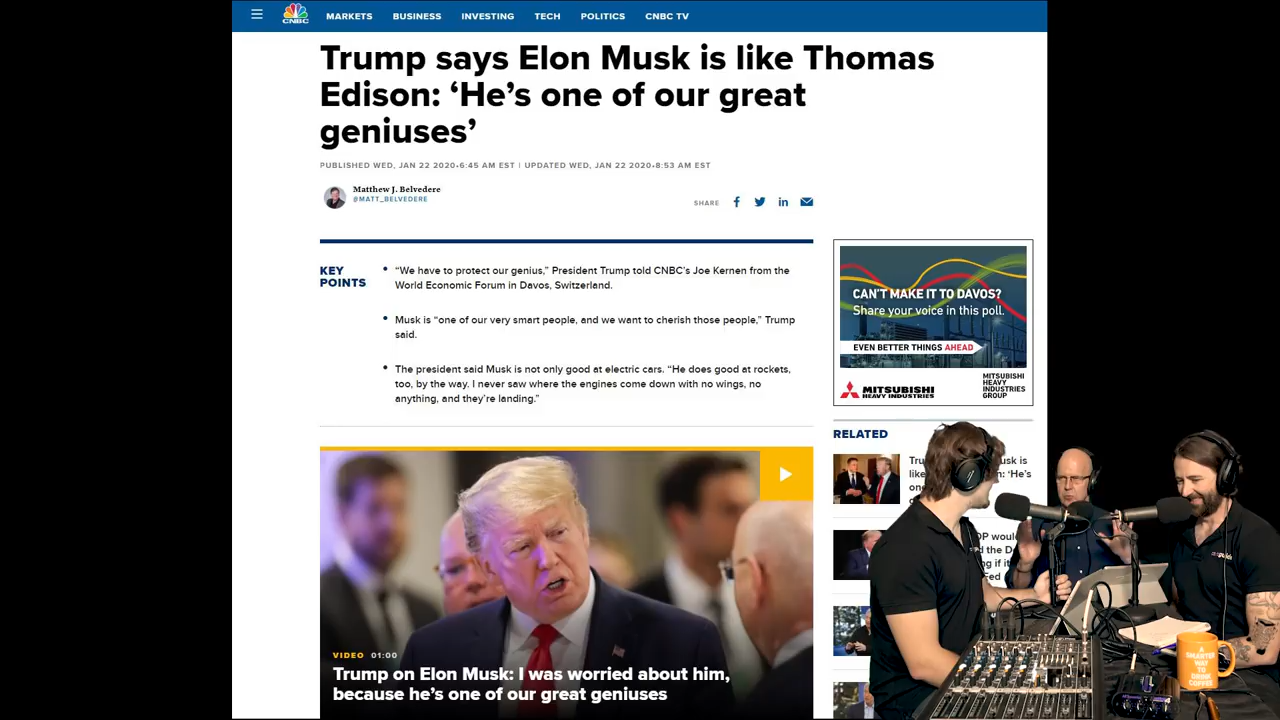 CNBC
MARKETS
BUSINESS
INVESTING
TECH
POLITICS
CNBC TV
Trump says Elon Musk is like Thomas
Edison: ‘He’s one of our great
geniuses’
PUBLISHED WED, JAN 22 2020•6:45 AM EST | UPDATED WED, JAN 22 2020•8:53 AM EST
Matthew J. Belvedere
@MATT_BELVEDERE
SHARE
KEY
POINTS
• “We have to protect our genius,” President Trump told CNBC’s Joe Kernen from the
World Economic Forum in Davos, Switzerland.
• Musk is “one of our very smart people, and we want to cherish those people,” Trump
said.
• The president said Musk is not only good at electric cars. “He does good at rockets,
too, by the way. I never saw where the engines come down with no wings, no
anything, and they’re landing.”
CAN'T MAKE IT TO DAVOS?
Share your voice in this poll.
EVEN BETTER THINGS AHEAD
MITSUBISHI
HEAVY INDUSTRIES
MITSUBISHI
HEAVY
INDUSTRIES
GROUP
RELATED
VIDEO 01:00
Trump on Elon Musk: I was worried about him,
because he’s one of our great geniuses
A
SMARTER
WAY TO
DRINK
COFFEE